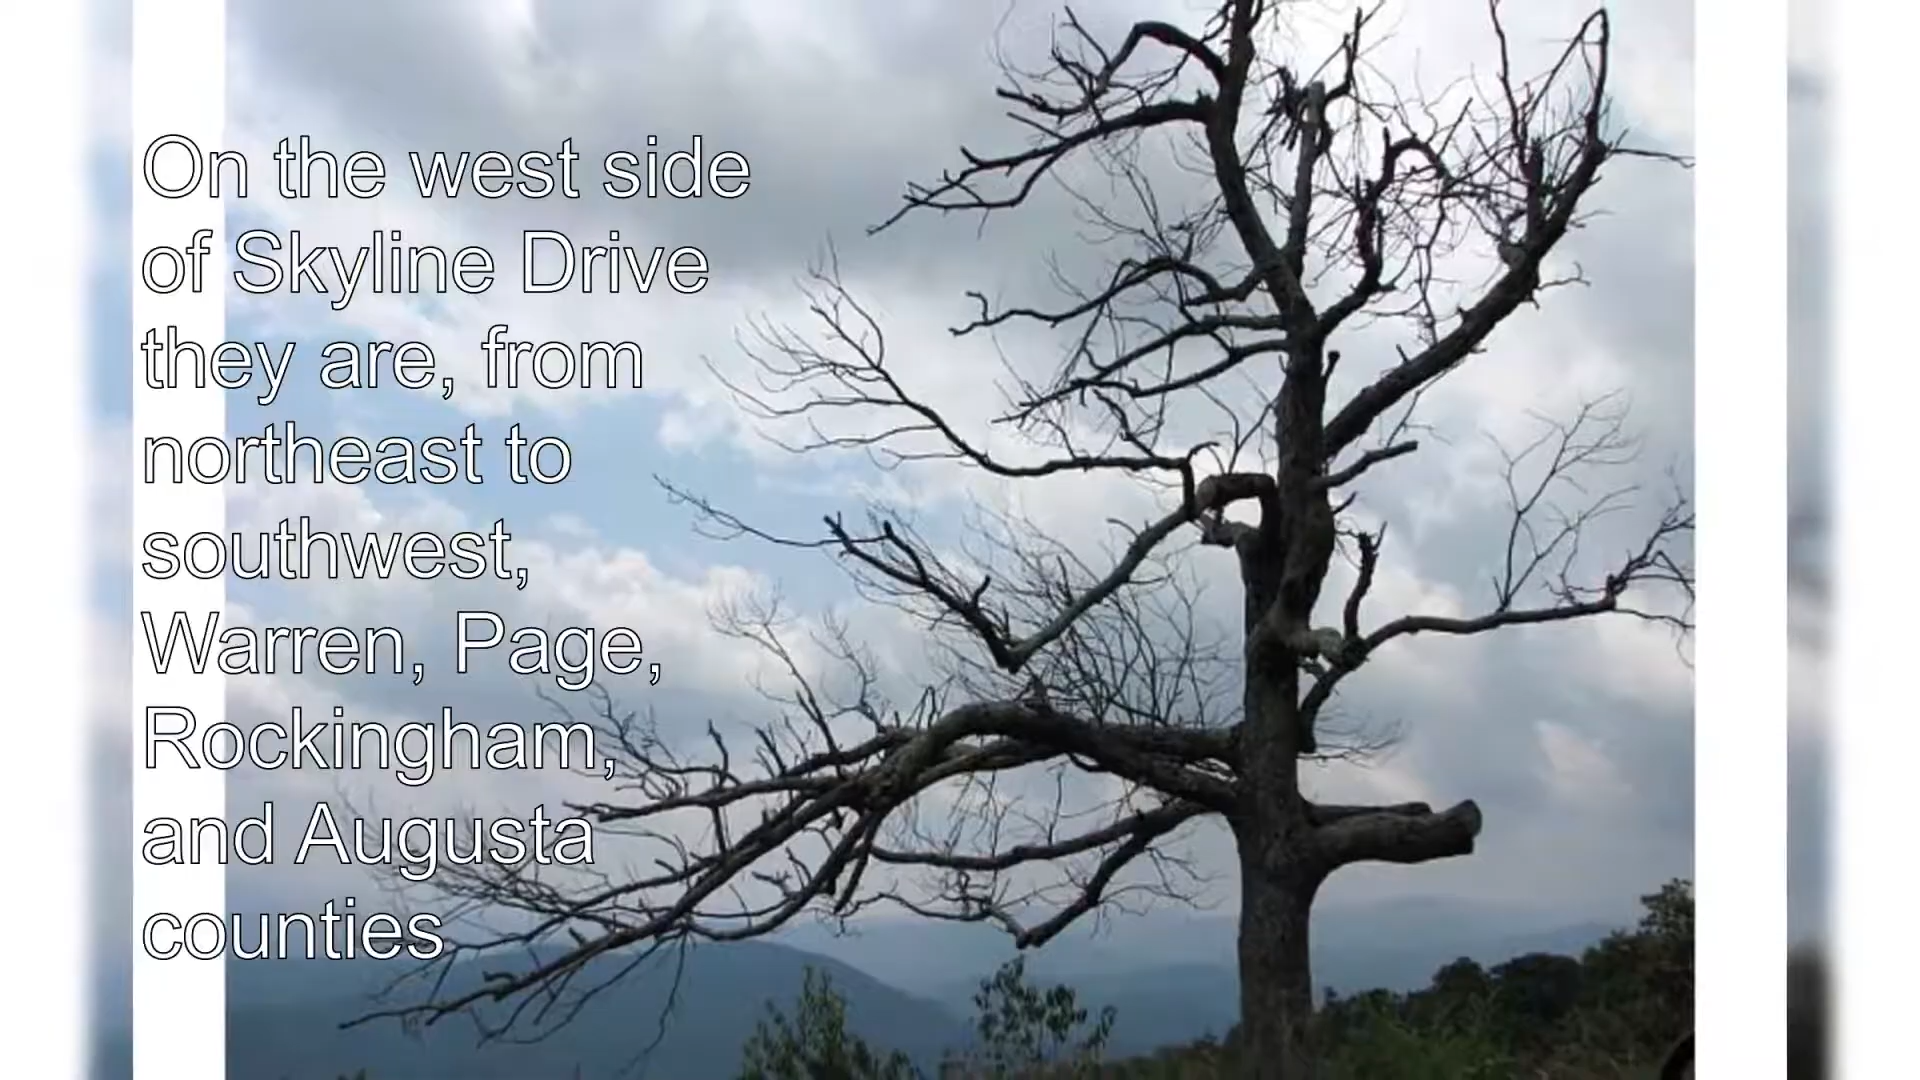 On the west side
of Skyline Drive
they are, from
northeast to
southwest,
Warren, Page,
Rockingham,
and Augusta
counties